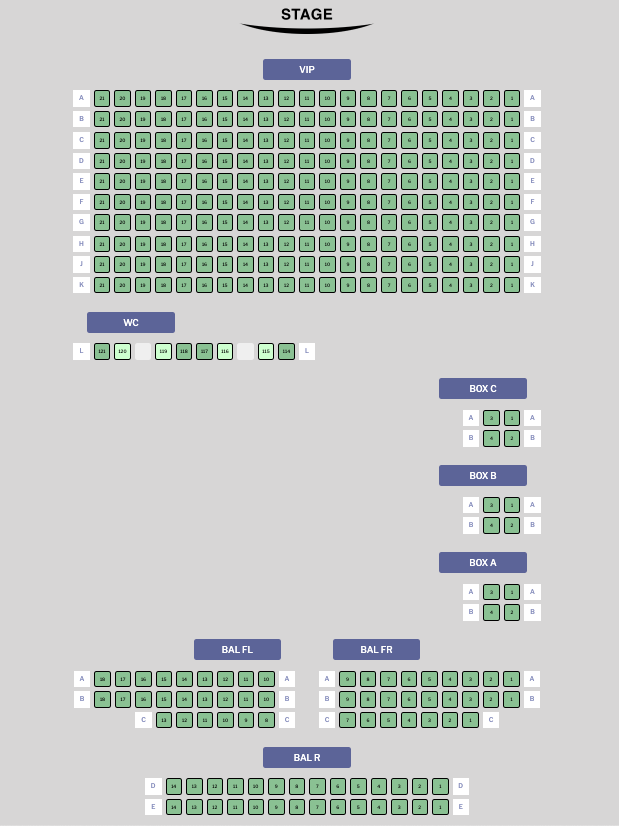 STAGE
VIP
A 21 20 19 18 17 16 15 14 13 12 11 10 9 8 7 6 5 4 3 2 1 A
B 21 20 19 18 17 16 15 14 13 12 11 10 9 8 7 6 5 4 3 2 1 B
C 21 20 19 18 17 16 15 14 13 12 11 10 9 8 7 6 5 4 3 2 1 C
D 21 20 19 18 17 16 15 14 13 12 11 10 9 8 7 6 5 4 3 2 1 D
E 21 20 19 18 17 16 15 14 13 12 11 10 9 8 7 6 5 4 3 2 1 E
F 21 20 19 18 17 16 15 14 13 12 11 10 9 8 7 6 5 4 3 2 1 F
G 21 20 19 18 17 16 15 14 13 12 11 10 9 8 7 6 5 4 3 2 1 G
H 21 20 19 18 17 16 15 14 13 12 11 10 9 8 7 6 5 4 3 2 1 H
J 21 20 19 18 17 16 15 14 13 12 11 10 9 8 7 6 5 4 3 2 1 J
K 21 20 19 18 17 16 15 14 13 12 11 10 9 8 7 6 5 4 3 2 1 K
WC
L 121 120 119 118 117 116 115 114 L
BOX C
A 3 1 A
B 4 2 B
BOX B
A 3 1 A
B 4 2 B
BOX A
A 3 1 A
B 4 2 B
BAL FL
A 18 17 16 15 14 13 12 11 10 A
B 18 17 16 15 14 13 12 11 10 B
C 13 12 11 10 9 8 C
BAL FR
A 9 8 7 6 5 4 3 2 1 A
B 9 8 7 6 5 4 3 2 1 B
C 7 6 5 4 3 2 1 C
BAL R
D 14 13 12 11 10 9 8 7 6 5 4 3 2 1 D
E 14 13 12 11 10 9 8 7 6 5 4 3 2 1 E